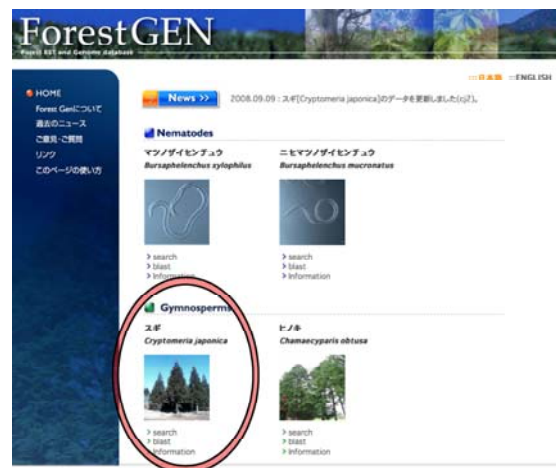 ForestGEN
Forest EST and Genome database
日本語 ENGLISH
HOME
Forest Genについて
過去のニュース
ご意見・ご質問
リンク
このページの使い方
News >>
2008.09.09 : スギ[Cryptomeria japonica]のデータを更新しました(cj2)。
Nematodes
マツノザイセンチュウ
Bursaphelenchus xylophilus
> search
> blast
> Information
ニセマツノザイセンチュウ
Bursaphelenchus mucronatus
> search
> blast
> Information
Gymnosperms
スギ
Cryptomeria japonica
> search
> blast
> Information
ヒノキ
Chamaecyparis obtusa
> search
> blast
> Information